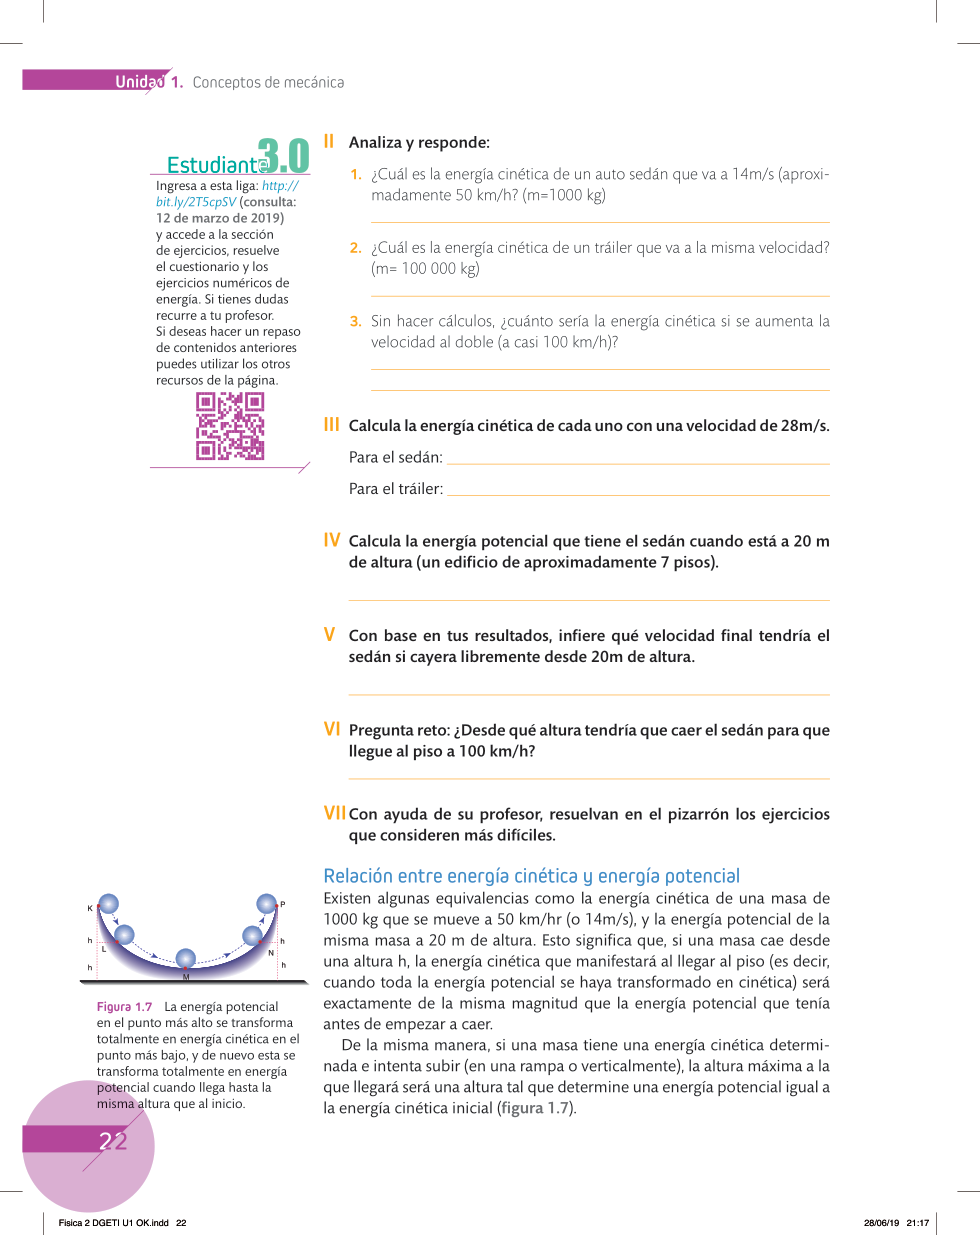 Unidad 1. Conceptos de mecánica
Estudiante 3.0
Ingresa a esta liga: http://
bit.ly/2T5cpSV (consulta:
12 de marzo de 2019)
y accede a la sección
de ejercicios, resuelve
el cuestionario y los
ejercicios numéricos de
energía. Si tienes dudas
recurre a tu profesor.
Si deseas hacer un repaso
de contenidos anteriores
puedes utilizar los otros
recursos de la página.
II Analiza y responde:
1. ¿Cuál es la energía cinética de un auto sedán que va a 14m/s (aproxi-
madamente 50 km/h? (m=1000 kg)
2. ¿Cuál es la energía cinética de un tráiler que va a la misma velocidad?
(m= 100 000 kg)
3. Sin hacer cálculos, ¿cuánto sería la energía cinética si se aumenta la
velocidad al doble (a casi 100 km/h)?
III Calcula la energía cinética de cada uno con una velocidad de 28m/s.
Para el sedán:
Para el tráiler:
IV Calcula la energía potencial que tiene el sedán cuando está a 20 m
de altura (un edificio de aproximadamente 7 pisos).
V Con base en tus resultados, infiere qué velocidad final tendría el
sedán si cayera libremente desde 20m de altura.
VI Pregunta reto: ¿Desde qué altura tendría que caer el sedán para que
llegue al piso a 100 km/h?
VII Con ayuda de su profesor, resuelvan en el pizarrón los ejercicios
que consideren más difíciles.
Relación entre energía cinética y energía potencial
Existen algunas equivalencias como la energía cinética de una masa de
1000 kg que se mueve a 50 km/hr (o 14m/s), y la energía potencial de la
misma masa a 20 m de altura. Esto significa que, si una masa cae desde
una altura h, la energía cinética que manifestará al llegar al piso (es decir,
cuando toda la energía potencial se haya transformado en cinética) será
exactamente de la misma magnitud que la energía potencial que tenía
antes de empezar a caer.
De la misma manera, si una masa tiene una energía cinética determi-
nada e intenta subir (en una rampa o verticalmente), la altura máxima a la
que llegará será una altura tal que determine una energía potencial igual a
la energía cinética inicial (figura 1.7).
K
P
h
L
h
N
h
h
M
Figura 1.7 La energía potencial
en el punto más alto se transforma
totalmente en energía cinética en el
punto más bajo, y de nuevo esta se
transforma totalmente en energía
potencial cuando llega hasta la
misma altura que al inicio.
22
Fisica 2 DGETI U1 OK.indd 22
28/06/19 21:17